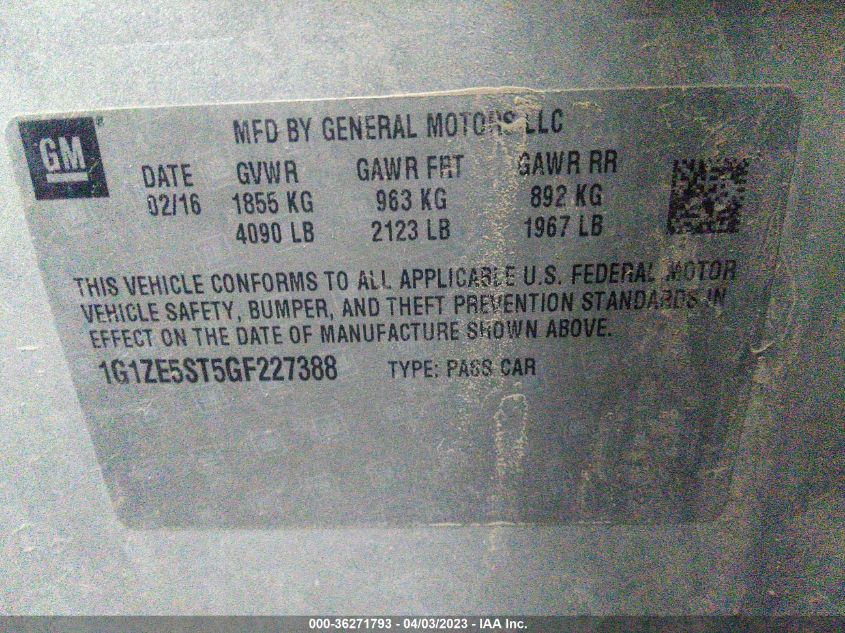 GM®
MFD BY GENERAL MOTORS LLC
DATE GVWR GAWR FRT GAWR RR
02/16 1855 KG 963 KG 892 KG
4090 LB 2123 LB 1967 LB
THIS VEHICLE CONFORMS TO ALL APPLICABLE U.S. FEDERAL MOTOR
VEHICLE SAFETY, BUMPER, AND THEFT PREVENTION STANDARDS IN
EFFECT ON THE DATE OF MANUFACTURE SHOWN ABOVE.
1G1ZE5ST5GF227388 TYPE: PASS CAR
000-36271793 - 04/03/2023 - IAA Inc.